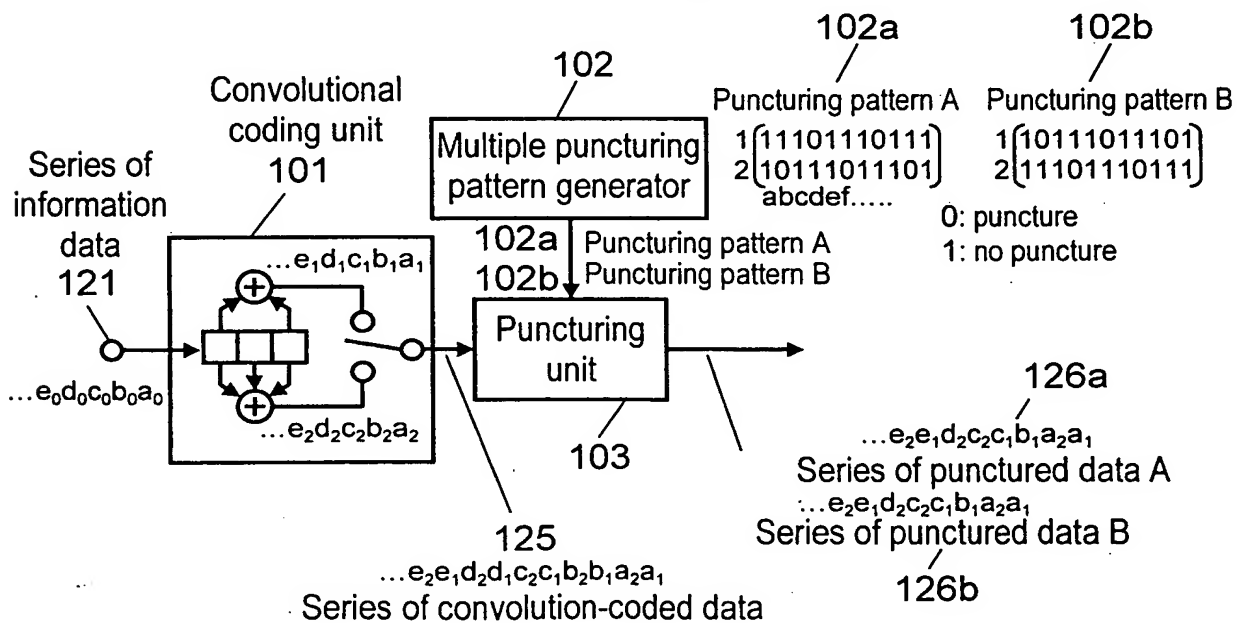 102a
102b
102
Puncturing pattern A
Puncturing pattern B
1 11101110111
2 10111011101
abcdef.....
1 10111011101
2 11101110111
0: puncture
1: no puncture
Convolutional
coding unit
101
Multiple puncturing
pattern generator
Series of
information
data
121
102a Puncturing pattern A
102b Puncturing pattern B
...e₁d₁c₁b₁a₁
+
Puncturing
unit
...e₀d₀c₀b₀a₀
+
...e₂d₂c₂b₂a₂
103
126a
...e₂e₁d₂c₂c₁b₁a₂a₁
Series of punctured data A
...e₂e₁d₂c₂c₁b₁a₂a₁
Series of punctured data B
126b
125
...e₂e₁d₂d₁c₂c₁b₂b₁a₂a₁
Series of convolution-coded data